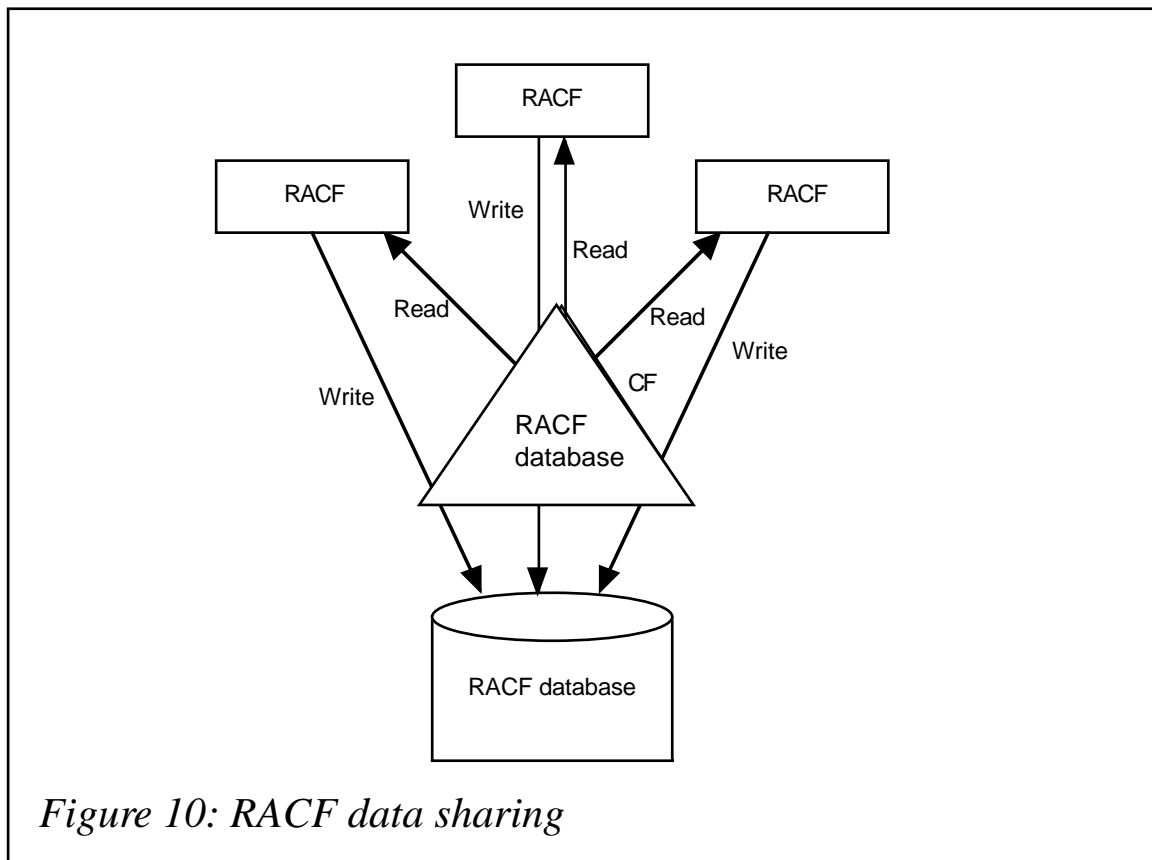 RACF
RACF
RACF
Write
Read
Read
Read
Write
Write
CF
RACF
database
RACF database
Figure 10: RACF data sharing